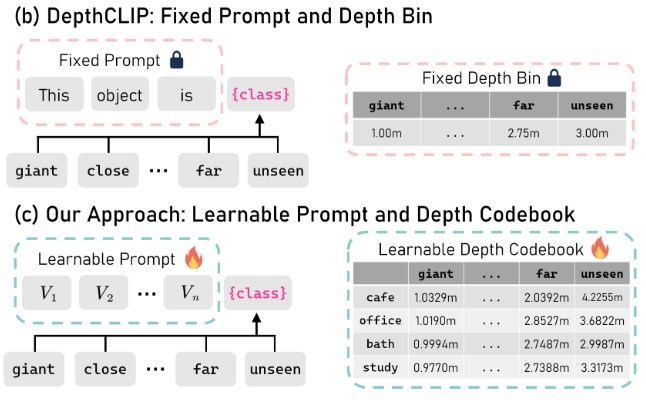 (b) DepthCLIP: Fixed Prompt and Depth Bin
Fixed Prompt
This object is {class}
giant close ... far unseen
Fixed Depth Bin
giant ... far unseen
1.00m ... 2.75m 3.00m
(c) Our Approach: Learnable Prompt and Depth Codebook
Learnable Prompt
V1 V2 ... Vn {class}
giant close ... far unseen
Learnable Depth Codebook
giant ... far unseen
cafe 1.0329m ... 2.0392m 4.2255m
office 1.0190m ... 2.8527m 3.6822m
bath 0.9994m ... 2.7487m 2.9987m
study 0.9770m ... 2.7388m 3.3173m